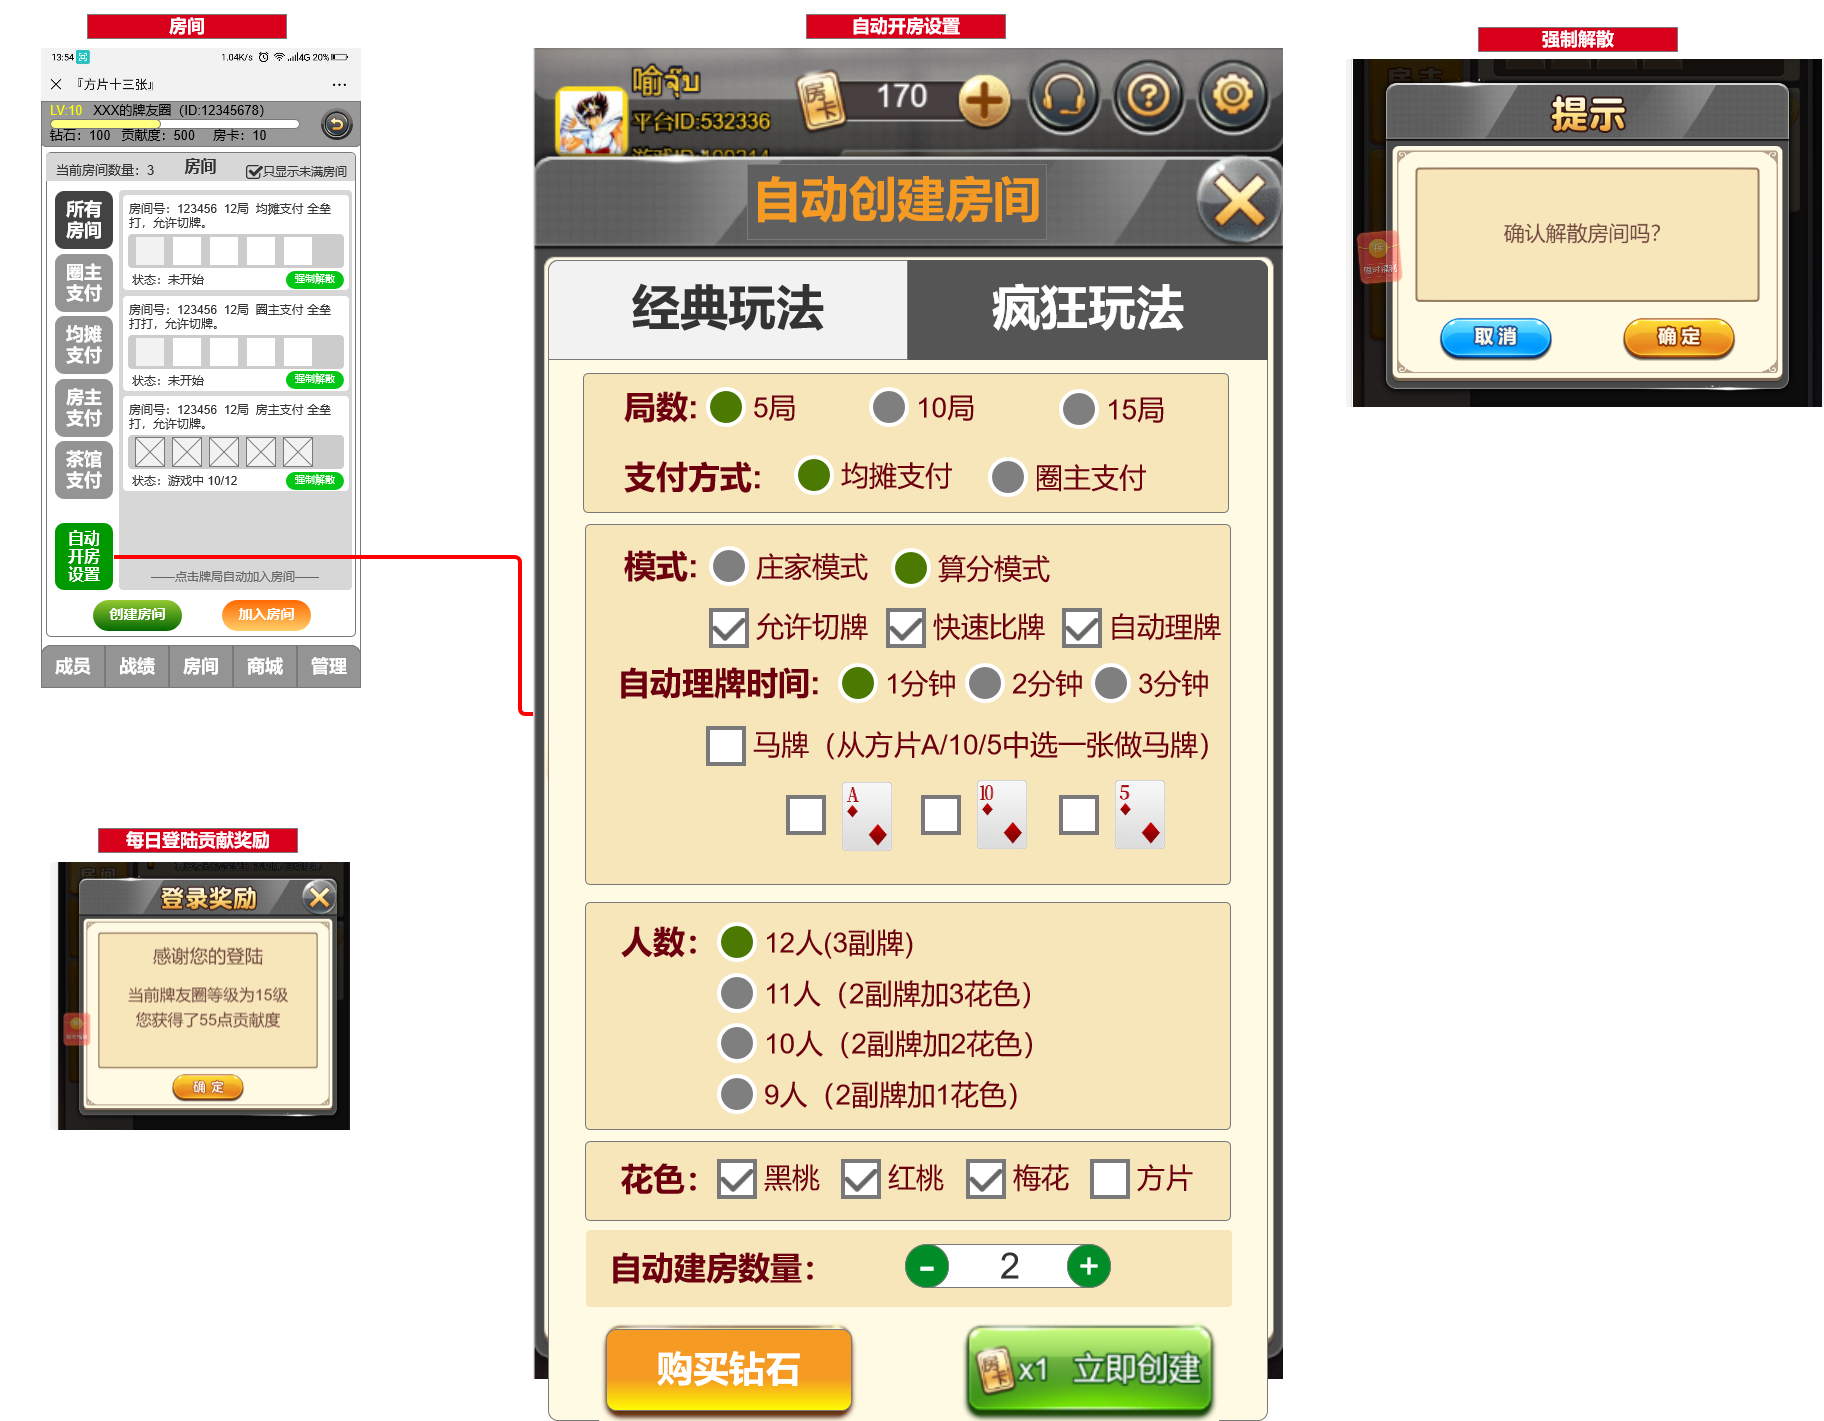 房间
13:54
1.04K/s 4G 20%
『方片十三张』
LV:10 XXX的牌友圈（ID:12345678）
钻石：100 贡献度：500 房卡：10
当前房间数量：3
房间
只显示未满房间
所有
房间
圈主
支付
均摊
支付
房主
支付
茶馆
支付
自动
开房
设置
房间号：123456 12局 均摊支付 全垒
打，允许切牌。
状态：未开始
强制解散
房间号：123456 12局 圈主支付 全垒
打打，允许切牌。
状态：未开始
强制解散
房间号：123456 12局 房主支付 全垒
打，允许切牌。
状态：游戏中 10/12
强制解散
——点击牌局自动加入房间——
创建房间
加入房间
成员
战绩
房间
商城
管理
每日登陆贡献奖励
登录奖励
感谢您的登陆
当前牌友圈等级为15级
您获得了55点贡献度
确定
自动开房设置
平台ID:532336
房卡
170
自动创建房间
经典玩法
疯狂玩法
局数: 5局 10局 15局
支付方式: 均摊支付 圈主支付
模式: 庄家模式 算分模式
允许切牌 快速比牌 自动理牌
自动理牌时间: 1分钟 2分钟 3分钟
马牌（从方片A/10/5中选一张做马牌）
A
10
5
人数： 12人(3副牌)
11人（2副牌加3花色）
10人（2副牌加2花色）
9人（2副牌加1花色）
花色： 黑桃 红桃 梅花 方片
自动建房数量： - 2 +
购买钻石
房卡 x1 立即创建
强制解散
提示
确认解散房间吗?
取消
确定